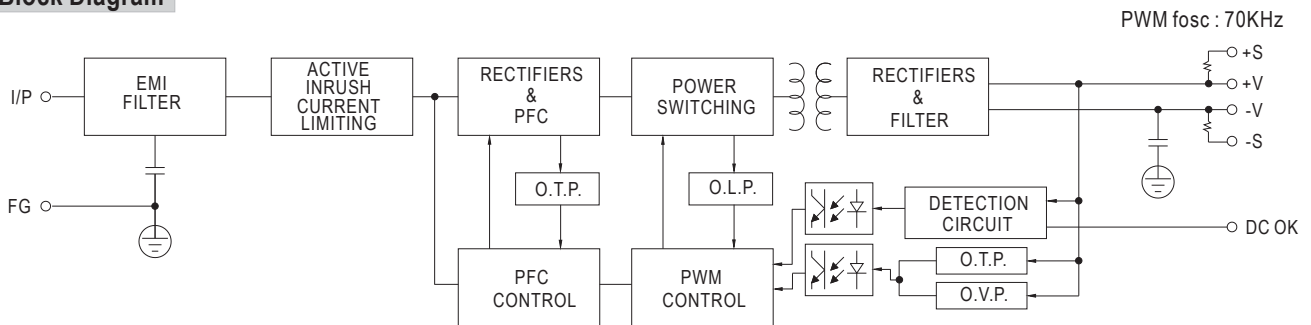 Block Diagram
PWM fosc : 70KHz
I/P
EMI
FILTER
ACTIVE
INRUSH
CURRENT
LIMITING
RECTIFIERS
&
PFC
POWER
SWITCHING
RECTIFIERS
&
FILTER
+S
+V
-V
-S
FG
O.T.P.
O.L.P.
DETECTION
CIRCUIT
DC OK
PFC
CONTROL
PWM
CONTROL
O.T.P.
O.V.P.